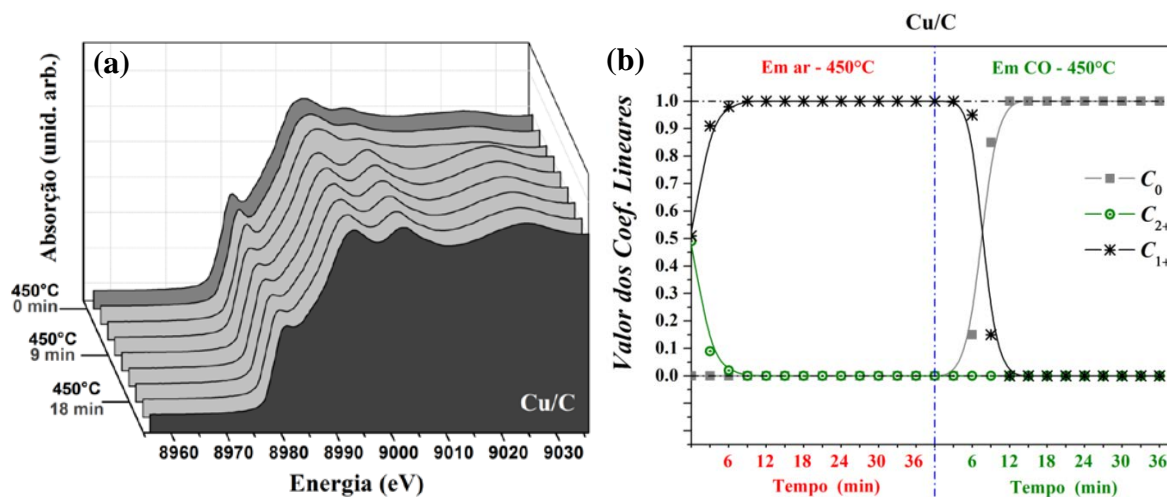 (a)
Absorção (unid. arb.)
450°C
0 min
450°C
9 min
450°C
18 min
Cu/C
8960 8970 8980 8990 9000 9010 9020 9030
Energia (eV)
Cu/C
(b)
Em ar - 450°C
Em CO - 450°C
Valor dos Coef. Lineares
1.0
0.9
0.8
0.7
0.6
0.5
0.4
0.3
0.2
0.1
0.0
C0
C2+
C1+
6 12 18 24 30 36 6 12 18 24 30 36
Tempo (min) Tempo (min)